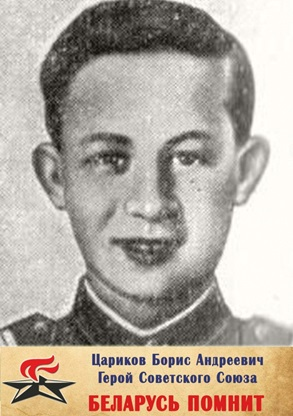 Цариков Борис Андреевич
Герой Советского Союза
БЕЛАРУСЬ ПОМНИТ